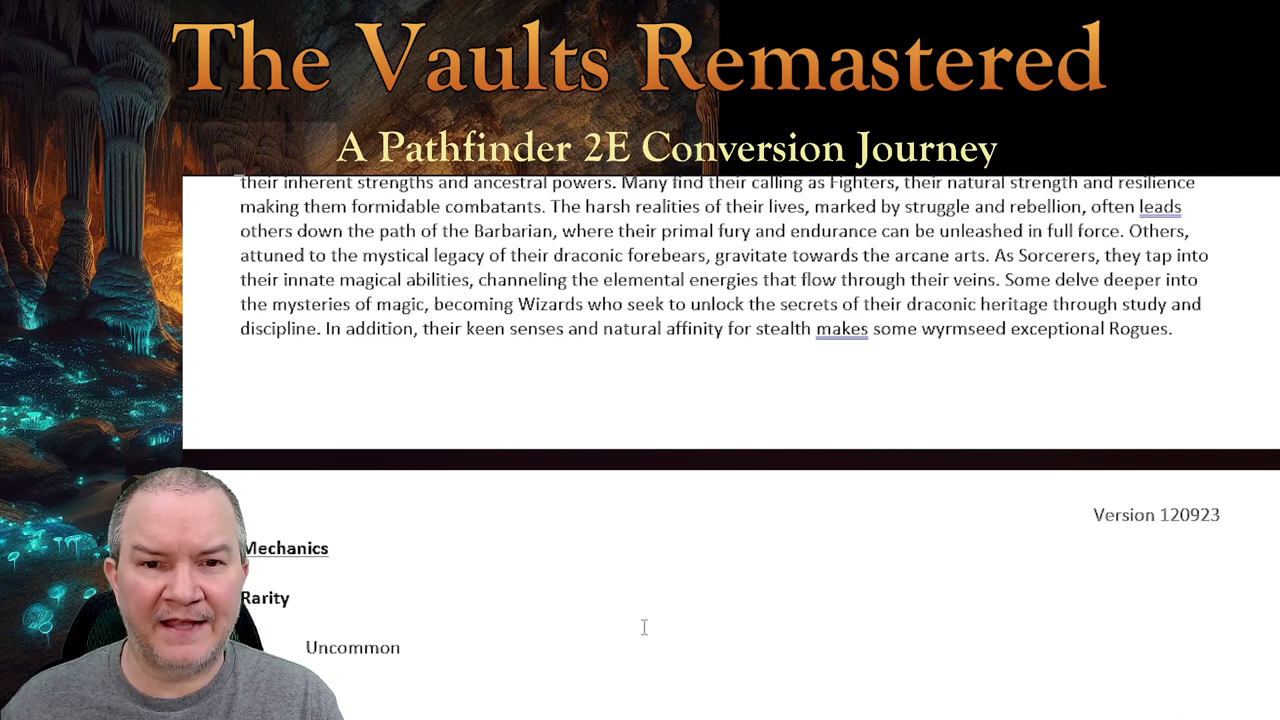 The Vaults Remastered
A Pathfinder 2E Conversion Journey
their inherent strengths and ancestral powers. Many find their calling as Fighters, their natural strength and resilience
making them formidable combatants. The harsh realities of their lives, marked by struggle and rebellion, often leads
others down the path of the Barbarian, where their primal fury and endurance can be unleashed in full force. Others,
attuned to the mystical legacy of their draconic forebears, gravitate towards the arcane arts. As Sorcerers, they tap into
their innate magical abilities, channeling the elemental energies that flow through their veins. Some delve deeper into
the mysteries of magic, becoming Wizards who seek to unlock the secrets of their draconic heritage through study and
discipline. In addition, their keen senses and natural affinity for stealth makes some wyrmseed exceptional Rogues.
Version 120923
Mechanics
Rarity
Uncommon